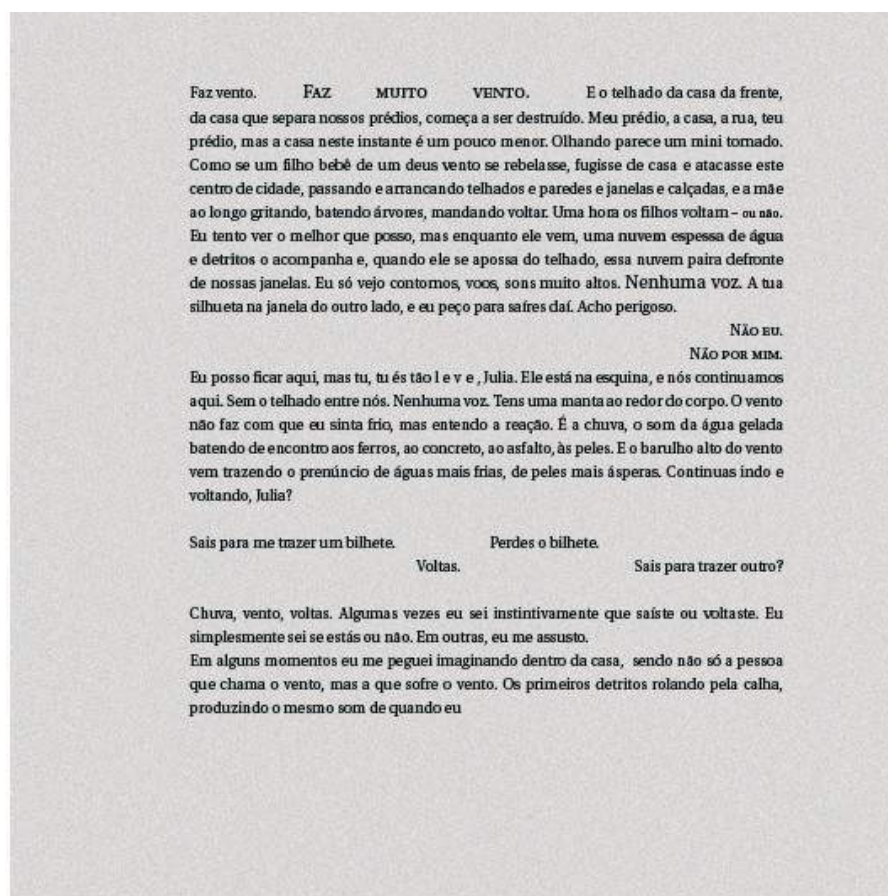 Faz vento. FAZ MUITO VENTO. E o telhado da casa da frente,
da casa que separa nossos prédios, começa a ser destruído. Meu prédio, a casa, a rua, teu
prédio, mas a casa neste instante é um pouco menor. Olhando parece um mini tornado.
Como se um filho bebê de um deus vento se rebelasse, fugisse de casa e atacasse este
centro de cidade, passando e arrancando telhados e paredes e janelas e calçadas, e a mãe
ao longo gritando, batendo árvores, mandando voltar. Uma hora os filhos voltam – ou não.
Eu tento ver o melhor que posso, mas enquanto ele vem, uma nuvem espessa de água
e detritos o acompanha e, quando ele se apossa do telhado, essa nuvem paira defronte
de nossas janelas. Eu só vejo contornos, voos, sons muito altos. Nenhuma voz. A tua
silhueta na janela do outro lado, e eu peço para saíres daí. Acho perigoso.
NÃO EU.
NÃO POR MIM.
Eu posso ficar aqui, mas tu, tu és tão l e v e , Julia. Ele está na esquina, e nós continuamos
aqui. Sem o telhado entre nós. Nenhuma voz. Tens uma manta ao redor do corpo. O vento
não faz com que eu sinta frio, mas entendo a reação. É a chuva, o som da água gelada
batendo de encontro aos ferros, ao concreto, ao asfalto, às peles. E o barulho alto do vento
vem trazendo o prenúncio de águas mais frias, de peles mais ásperas. Continuas indo e
voltando, Julia?
Sais para me trazer um bilhete. Perdes o bilhete.
Voltas. Sais para trazer outro?
Chuva, vento, voltas. Algumas vezes eu sei instintivamente que saíste ou voltaste. Eu
simplesmente sei se estás ou não. Em outras, eu me assusto.
Em alguns momentos eu me peguei imaginando dentro da casa, sendo não só a pessoa
que chama o vento, mas a que sofre o vento. Os primeiros detritos rolando pela calha,
produzindo o mesmo som de quando eu